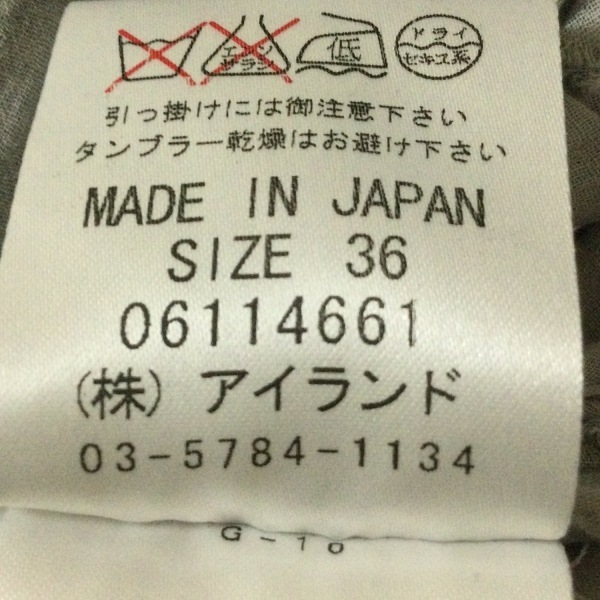 エンソサラシ 低 ドライ セキユ系
引っ掛けには御注意下さい
タンブラー乾燥はお避け下さい
MADE IN JAPAN
SIZE 36
06114661
(株) アイランド
03-5784-1134
G-10